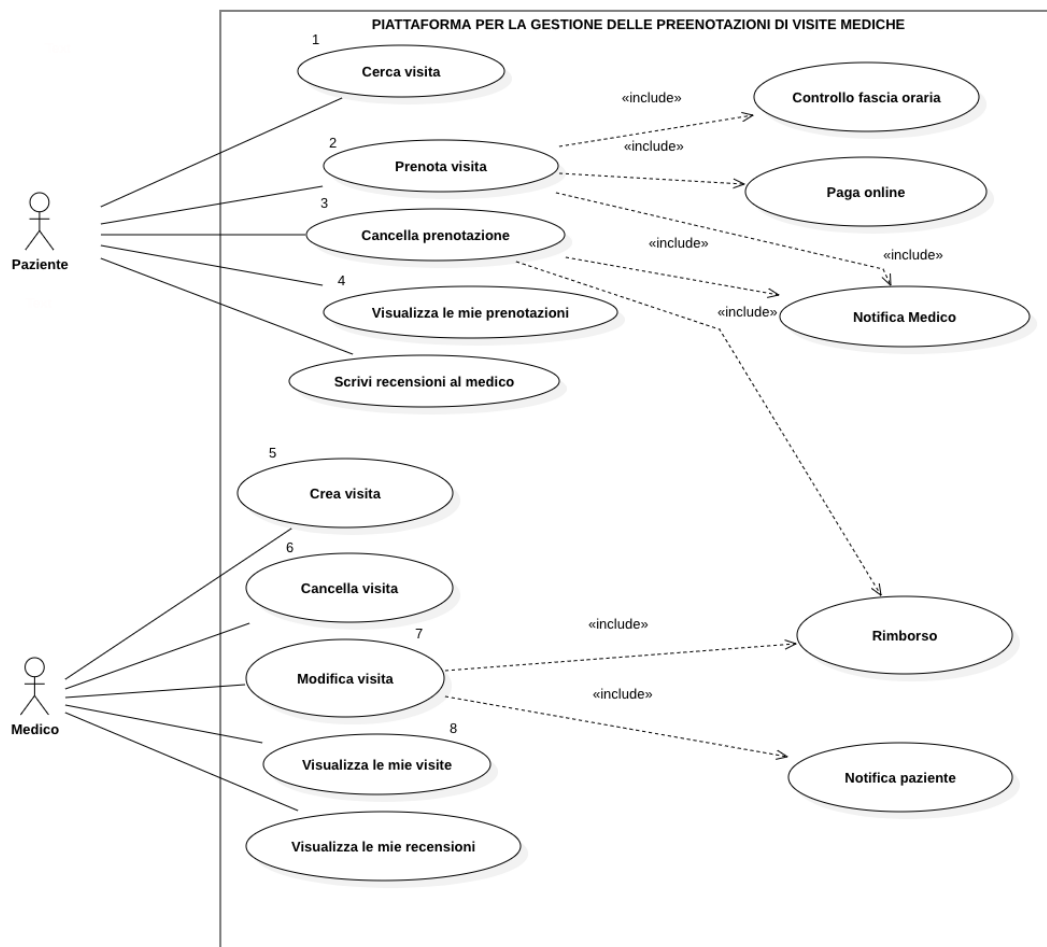 PIATTAFORMA PER LA GESTIONE DELLE PREENOTAZIONI DI VISITE MEDICHE
1
Cerca visita
«include»
Controllo fascia oraria
2
Prenota visita
«include»
Paga online
3
Cancella prenotazione
«include»
«include»
Paziente
4
Visualizza le mie prenotazioni
«include»
Notifica Medico
Scrivi recensioni al medico
5
Crea visita
6
Cancella visita
7
«include»
Rimborso
Modifica visita
«include»
Medico
8
Visualizza le mie visite
Notifica paziente
Visualizza le mie recensioni